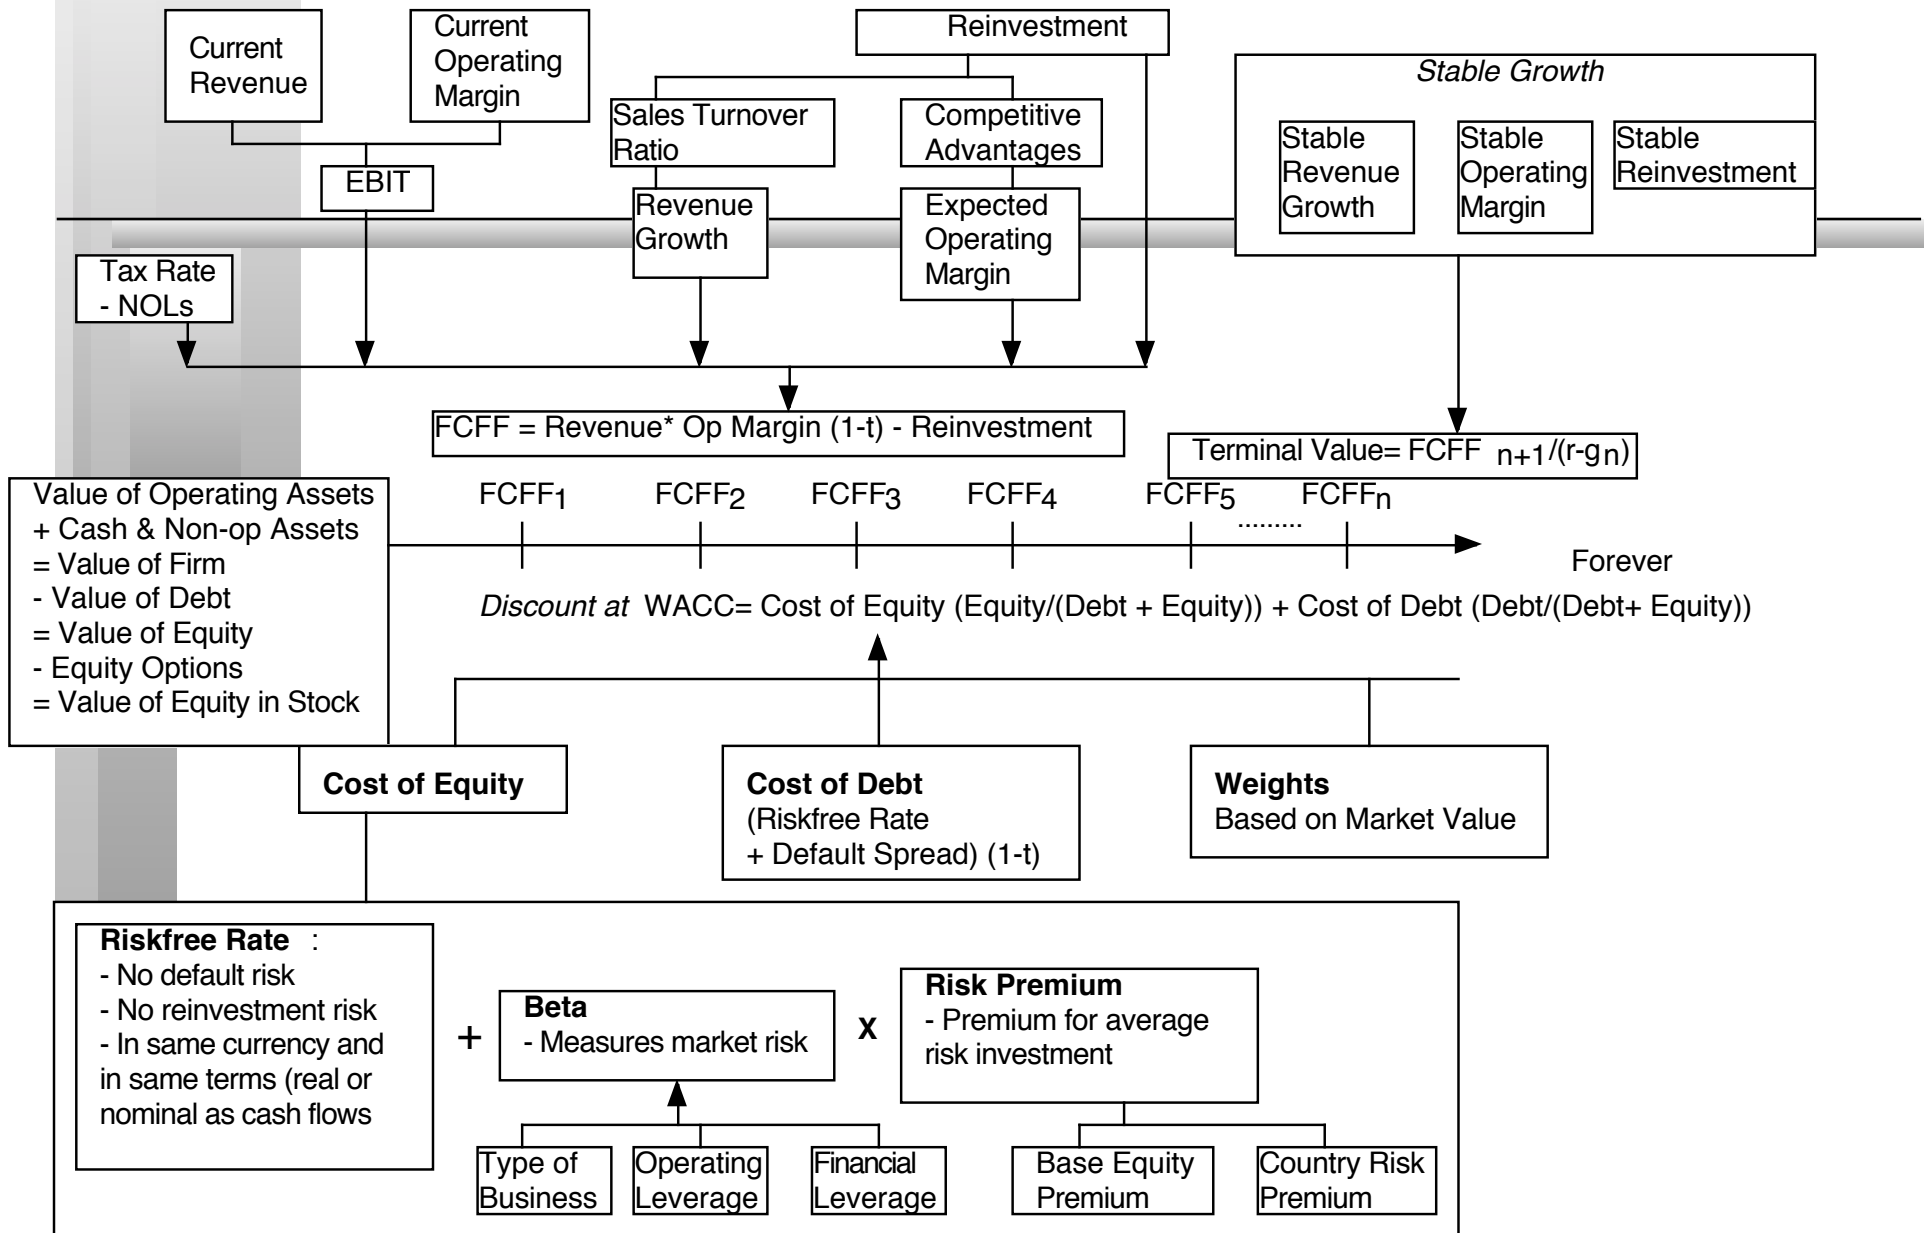 Current
Revenue
Current
Operating
Margin
Reinvestment
Stable Growth
Sales Turnover
Ratio
Competitive
Advantages
Stable
Revenue
Growth
Stable
Operating
Margin
Stable
Reinvestment
EBIT
Revenue
Growth
Expected
Operating
Margin
Tax Rate
- NOLs
FCFF = Revenue* Op Margin (1-t) - Reinvestment
Terminal Value= FCFF n+1/(r-gn)
Value of Operating Assets
+ Cash & Non-op Assets
= Value of Firm
- Value of Debt
= Value of Equity
- Equity Options
= Value of Equity in Stock
FCFF1 FCFF2 FCFF3 FCFF4 FCFF5 ......... FCFFn
Forever
Discount at WACC= Cost of Equity (Equity/(Debt + Equity)) + Cost of Debt (Debt/(Debt+ Equity))
Cost of Equity
Cost of Debt
(Riskfree Rate
+ Default Spread) (1-t)
Weights
Based on Market Value
Riskfree Rate :
- No default risk
- No reinvestment risk
- In same currency and
in same terms (real or
nominal as cash flows
+
Beta
- Measures market risk
X
Risk Premium
- Premium for average
risk investment
Type of
Business
Operating
Leverage
Financial
Leverage
Base Equity
Premium
Country Risk
Premium